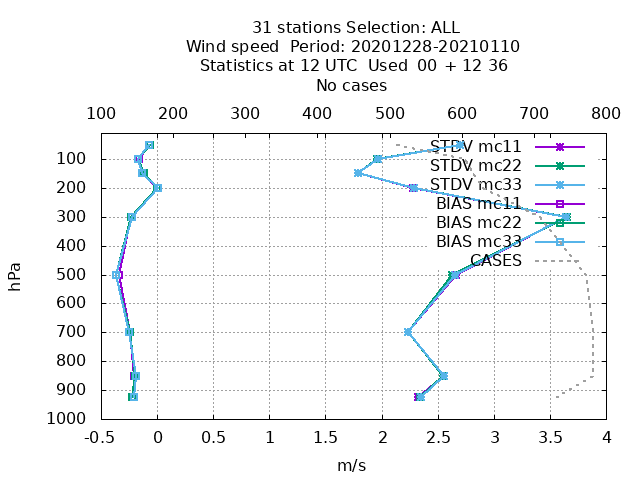 31 stations Selection: ALL
Wind speed  Period: 20201228-20210110
Statistics at 12 UTC  Used  00 + 12 36
No cases
100 200 300 400 500 600 700 800
STDV mc11
STDV mc22
STDV mc33
BIAS mc11
BIAS mc22
BIAS mc33
CASES
100
200
300
400
500
600
700
800
900
1000
hPa
-0.5 0 0.5 1 1.5 2 2.5 3 3.5 4
m/s